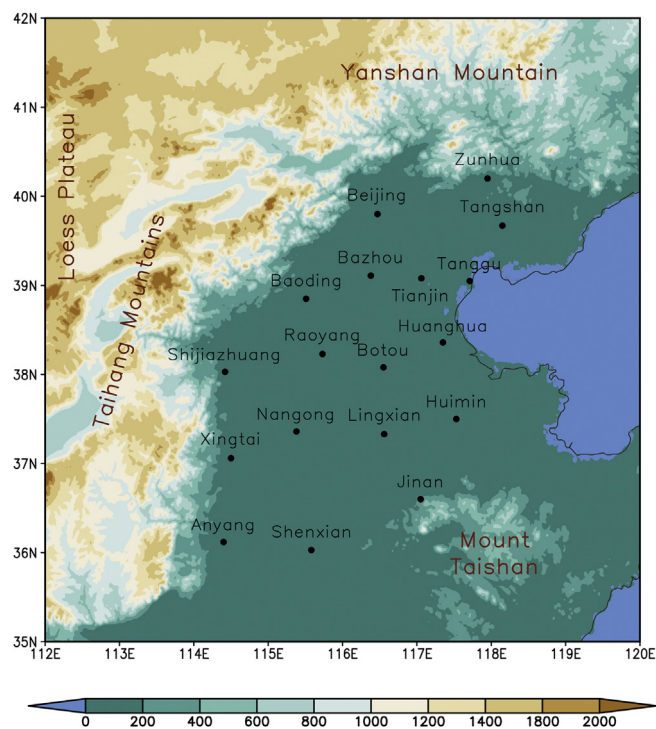 42N
Yanshan Mountain
41N
Loess Plateau
Zunhua
40N
Beijing
Tangshan
Taihang Mountains
Bazhou
Tanggu
39N
Baoding
Tianjin
Raoyang
Huanghua
Shijiazhuang
Botou
38N
Nangong
Lingxian
Huimin
Xingtai
37N
Jinan
Anyang
Shenxian
Mount
Taishan
36N
35N
112E 113E 114E 115E 116E 117E 118E 119E 120E
0 200 400 600 800 1000 1200 1400 1800 2000